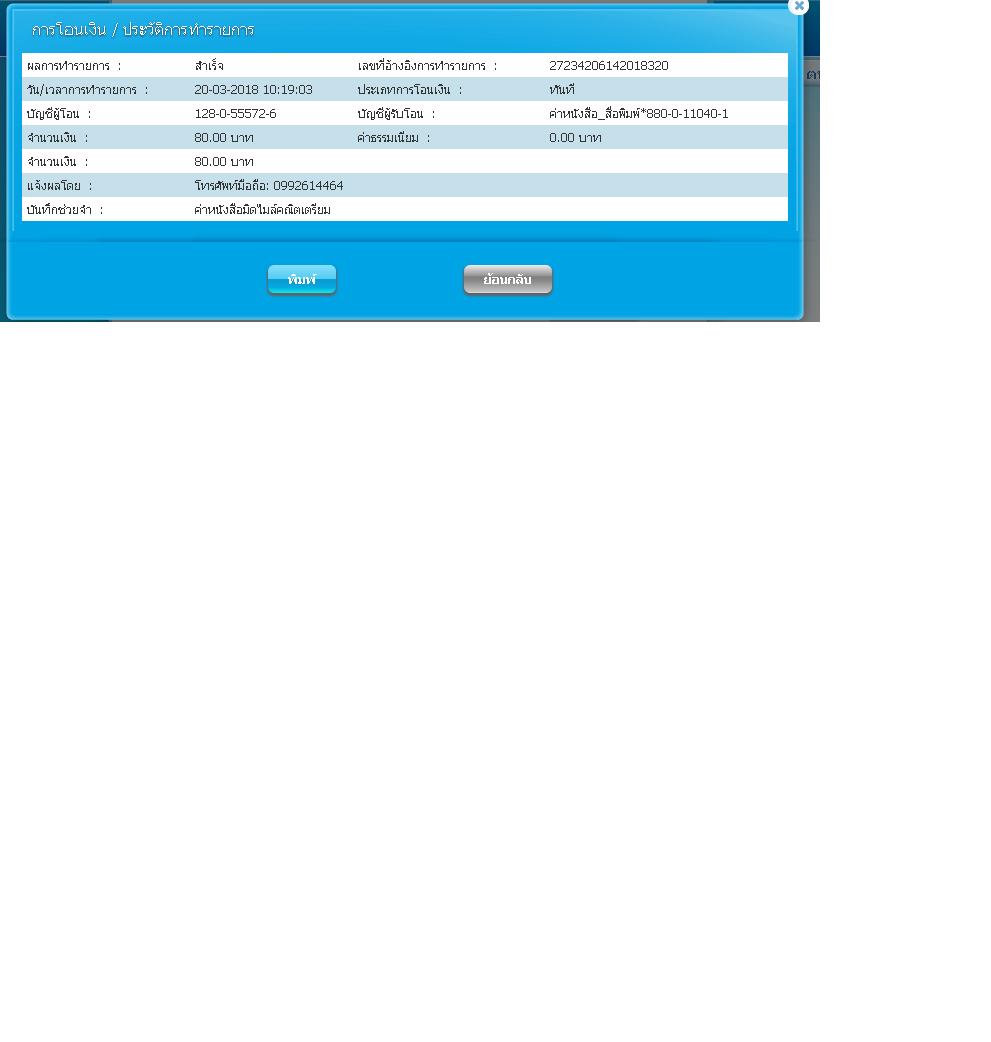 การโอนเงิน / ประวัติการทำรายการ
ผลการทำรายการ : สำเร็จ เลขที่อ้างอิงการทำรายการ : 27234206142018320
วัน/เวลาการทำรายการ : 20-03-2018 10:19:03 ประเภทการโอนเงิน : ทันที
บัญชีผู้โอน : 128-0-55572-6 บัญชีผู้รับโอน : ค่าหนังสือ_สื่อพิมพ์*880-0-11040-1
จำนวนเงิน : 80.00 บาท ค่าธรรมเนียม : 0.00 บาท
จำนวนเงิน : 80.00 บาท
แจ้งผลโดย : โทรศัพท์มือถือ: 0992614464
บันทึกช่วยจำ : ค่าหนังสือมิดไมล์คณิตเตรียม
พิมพ์ ย้อนกลับ